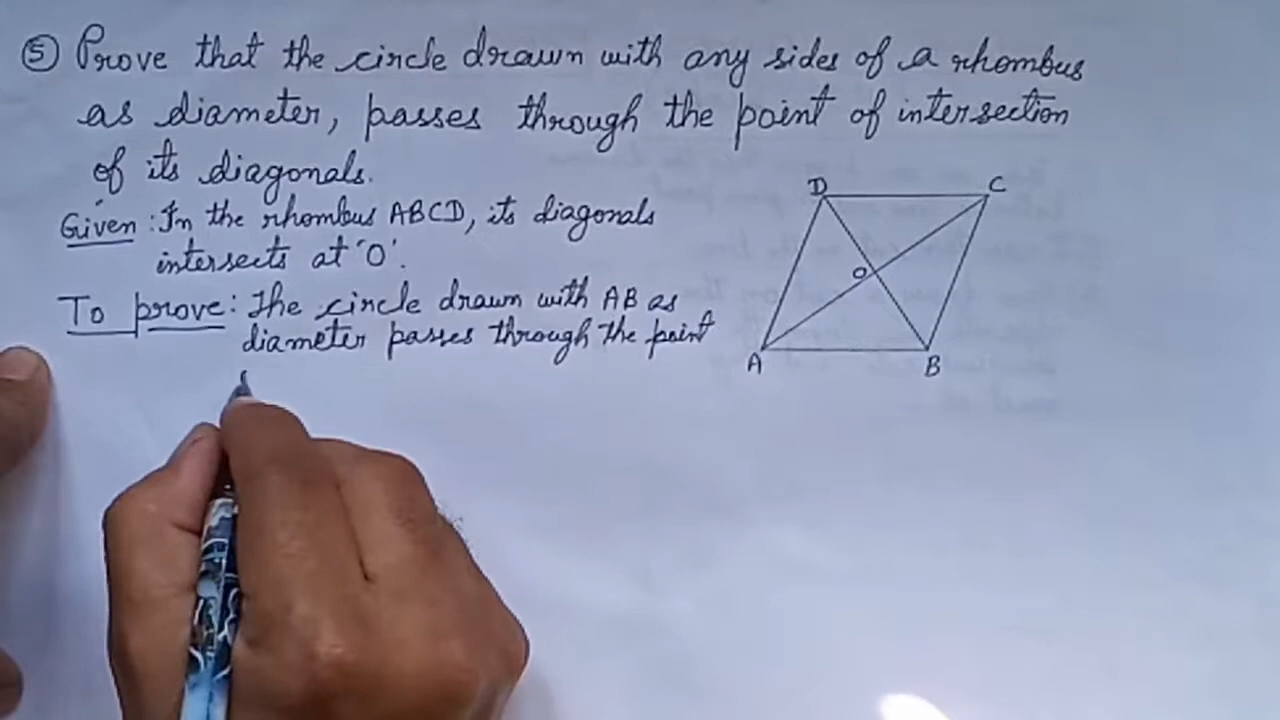 ⑤ Prove that the circle drawn with any sides of a rhombus
as diameter, passes through the point of intersection
of its diagonals.
Given : In the rhombus ABCD, its diagonals
intersects at 'O'.
To prove : The circle drawn with AB as
diameter passes through the point
D C
O
A B